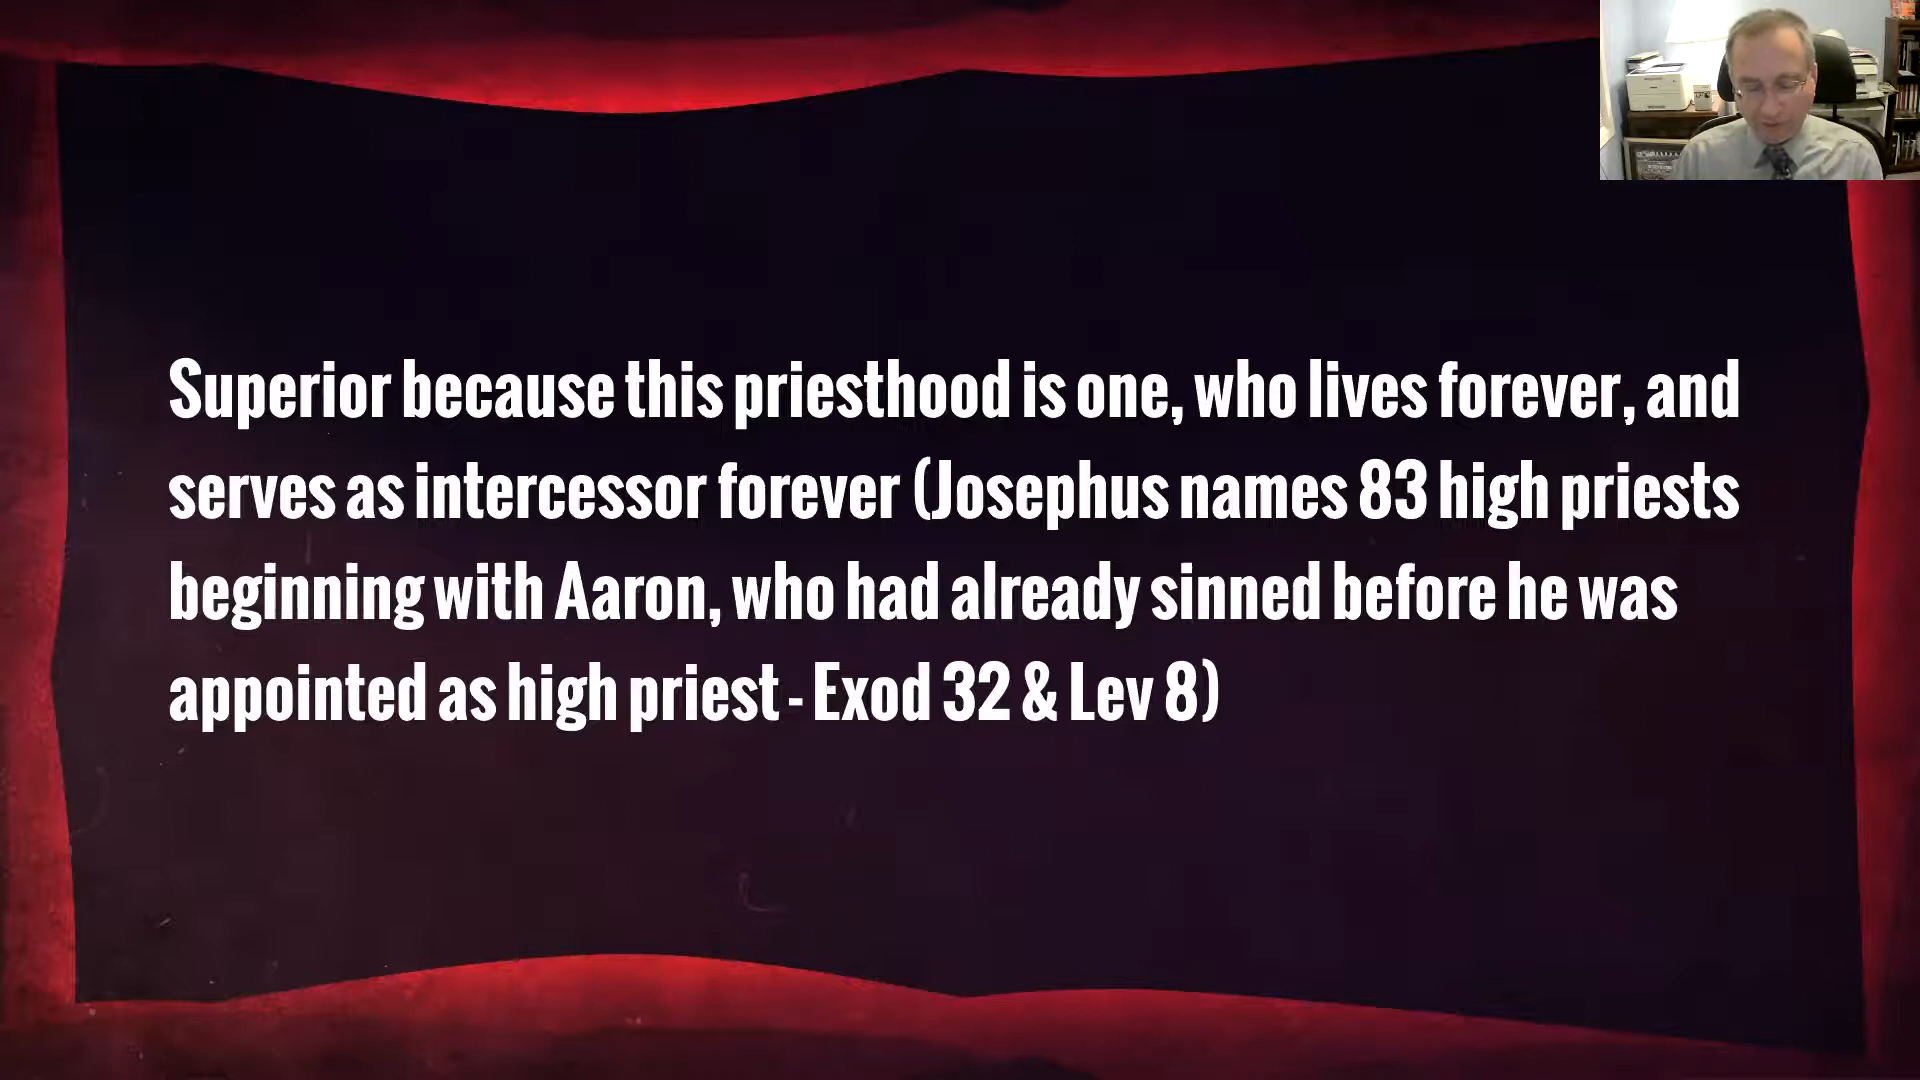 Superior because this priesthood is one, who lives forever, and
serves as intercessor forever (Josephus names 83 high priests
beginning with Aaron, who had already sinned before he was
appointed as high priest - Exod 32 & Lev 8)